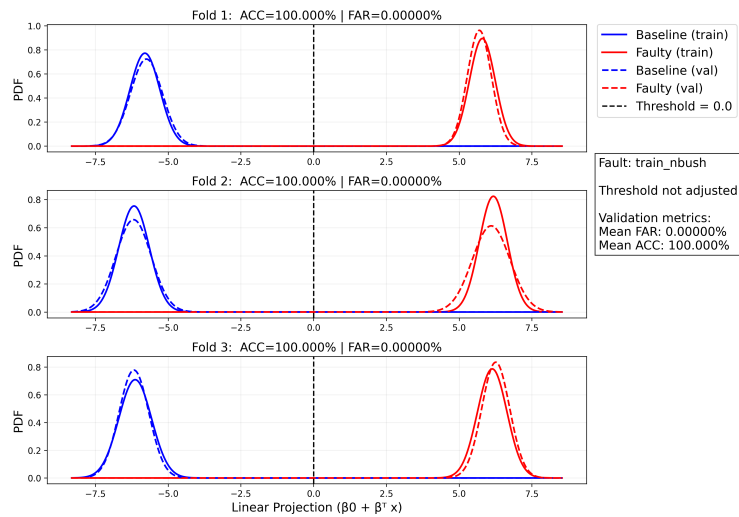 Fold 1:  ACC=100.000% | FAR=0.00000%
1.0
0.8
0.6
0.4
0.2
0.0
PDF
−7.5
−5.0
−2.5
0.0
2.5
5.0
7.5
Baseline (train)
Faulty (train)
Baseline (val)
Faulty (val)
Threshold = 0.0
Fault: train_nbush
Threshold not adjusted
Validation metrics:
Mean FAR: 0.00000%
Mean ACC: 100.000%
Fold 2:  ACC=100.000% | FAR=0.00000%
0.8
0.6
0.4
0.2
0.0
PDF
−7.5
−5.0
−2.5
0.0
2.5
5.0
7.5
Fold 3:  ACC=100.000% | FAR=0.00000%
0.8
0.6
0.4
0.2
0.0
PDF
−7.5
−5.0
−2.5
0.0
2.5
5.0
7.5
Linear Projection (β0 + βᵀ x)